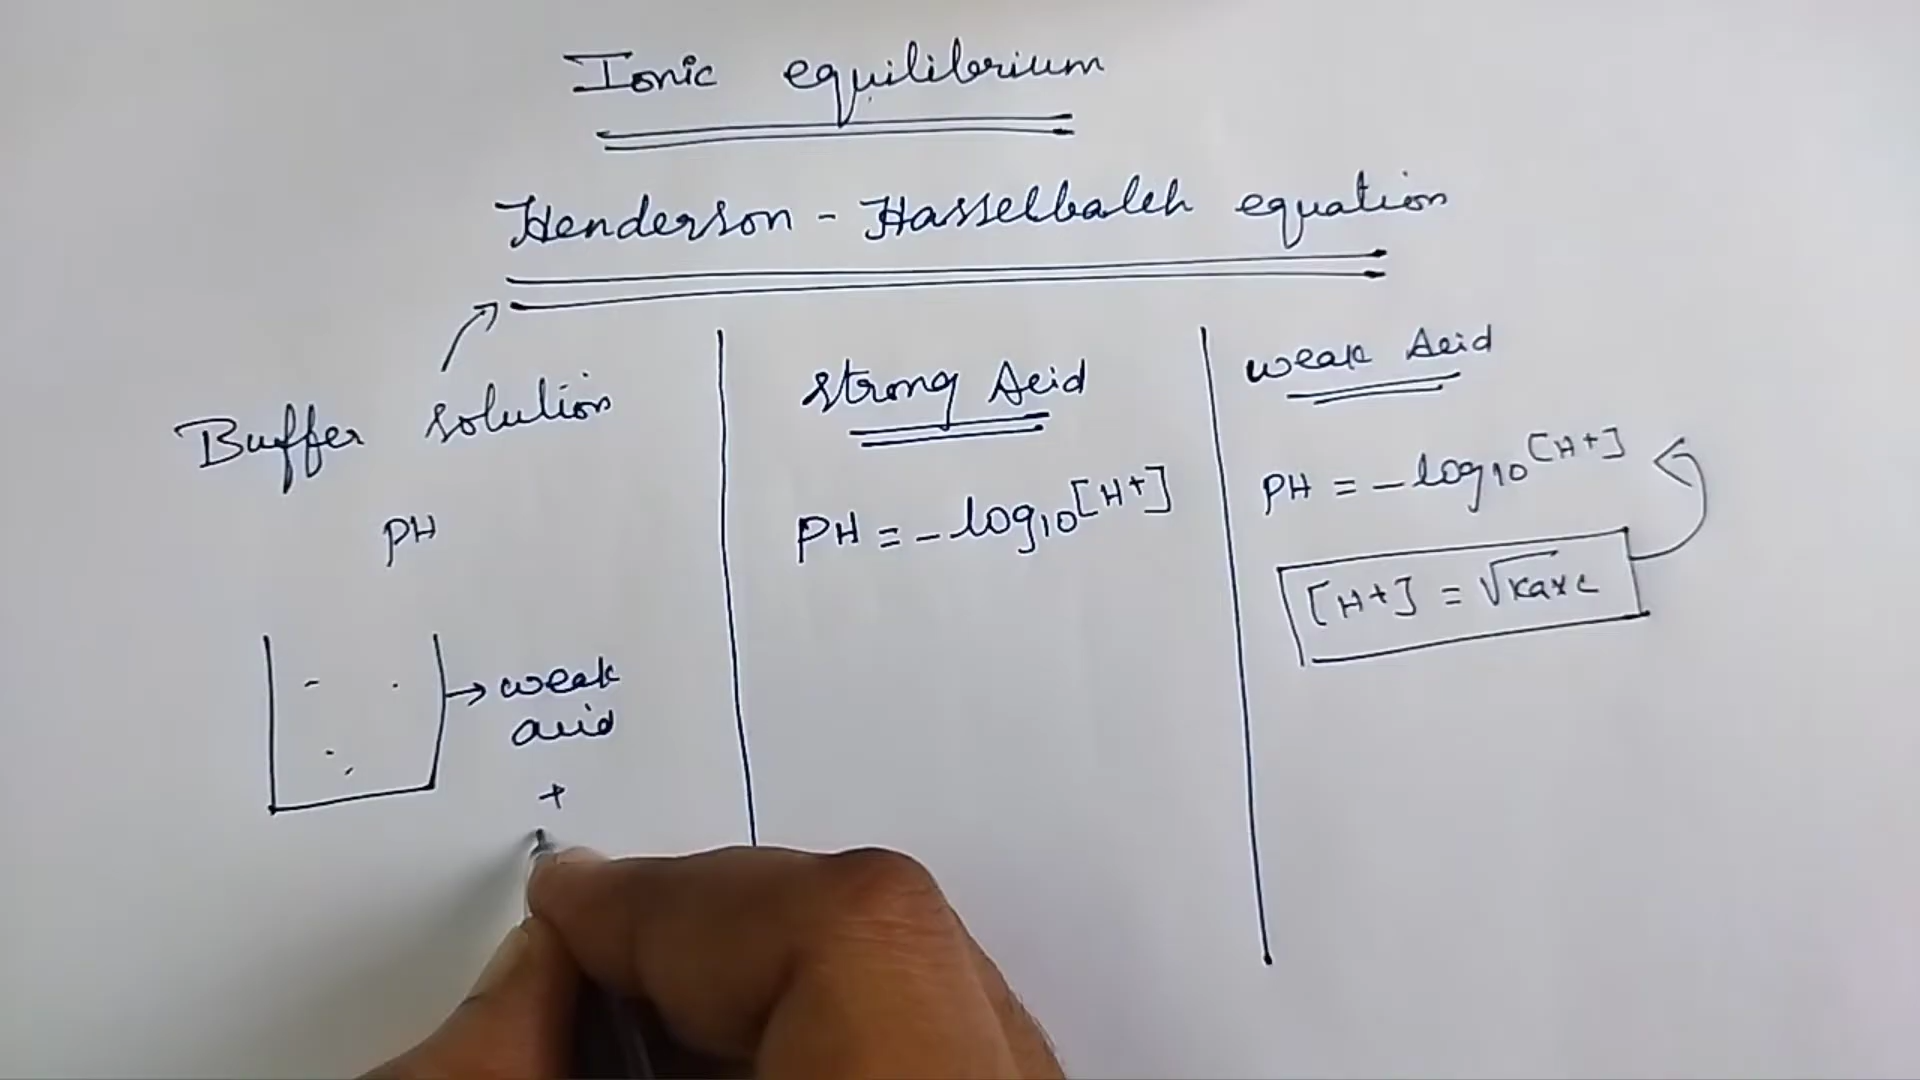 Ionic equilibrium
Henderson - Hasselbalch equation
Buffer solution
PH
→ weak
acid
+
Strong Acid
PH = -log10[H+]
weak Acid
PH = -log10[H+]
[H+] = √Ka×c